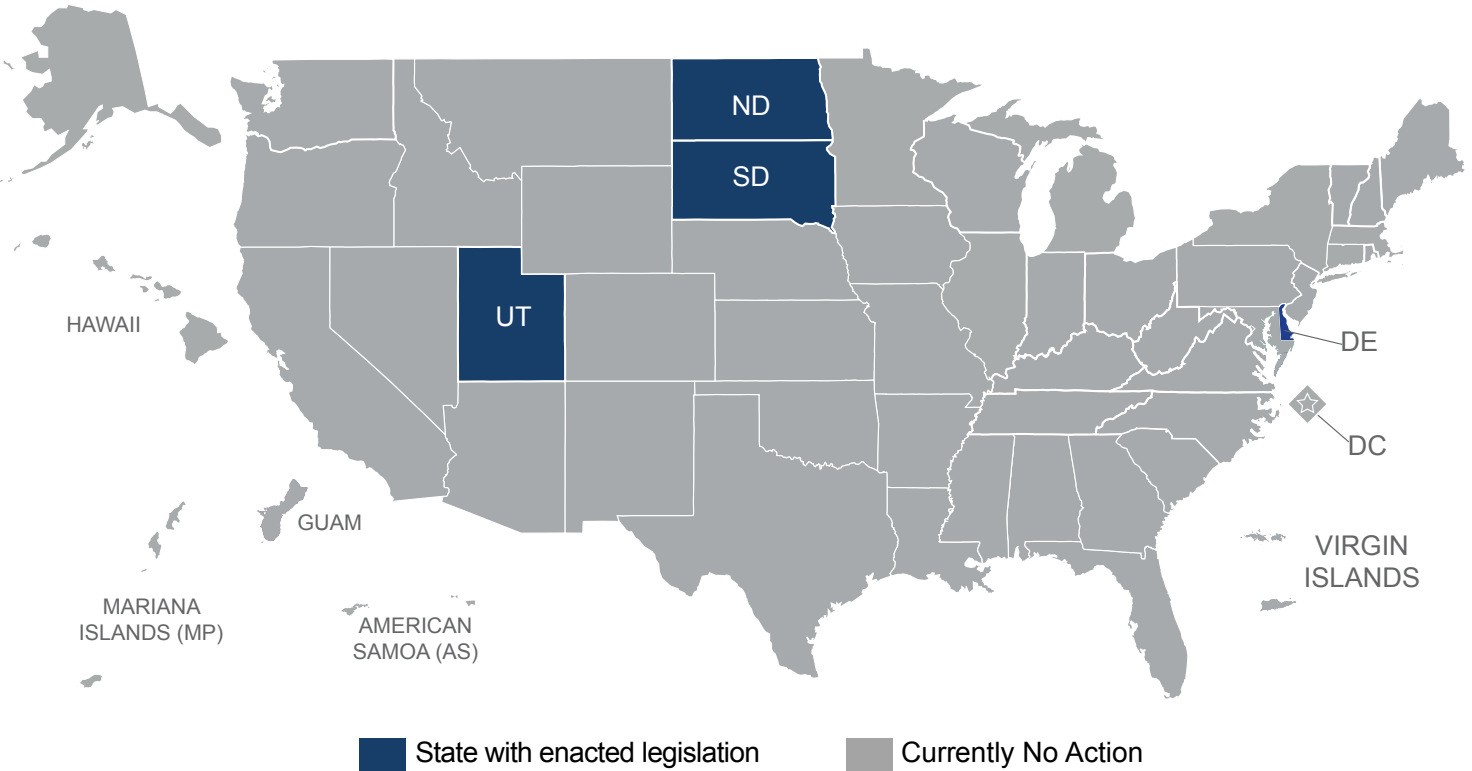 ND
SD
UT
HAWAII
DE
DC
GUAM
VIRGIN
ISLANDS
MARIANA
ISLANDS (MP)
AMERICAN
SAMOA (AS)
State with enacted legislation
Currently No Action